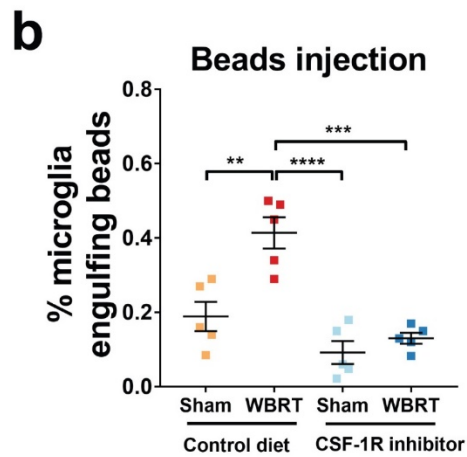 b
Beads injection
% microglia
engulfing beads
0.8
0.6
0.4
0.2
0.0
**
****
***
Sham WBRT Sham WBRT
Control diet CSF-1R inhibitor